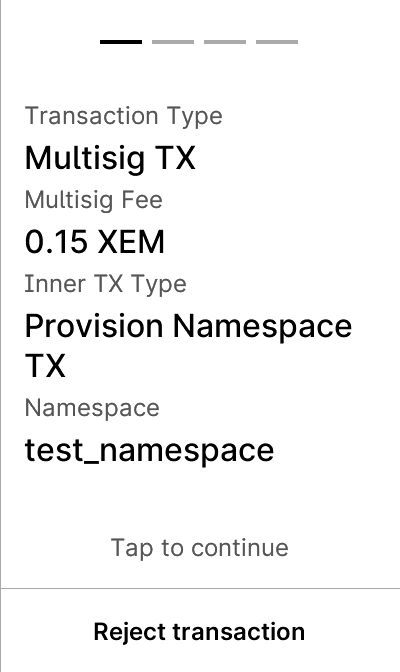 Transaction Type
Multisig TX
Multisig Fee
0.15 XEM
Inner TX Type
Provision Namespace
TX
Namespace
test_namespace
Tap to continue
Reject transaction